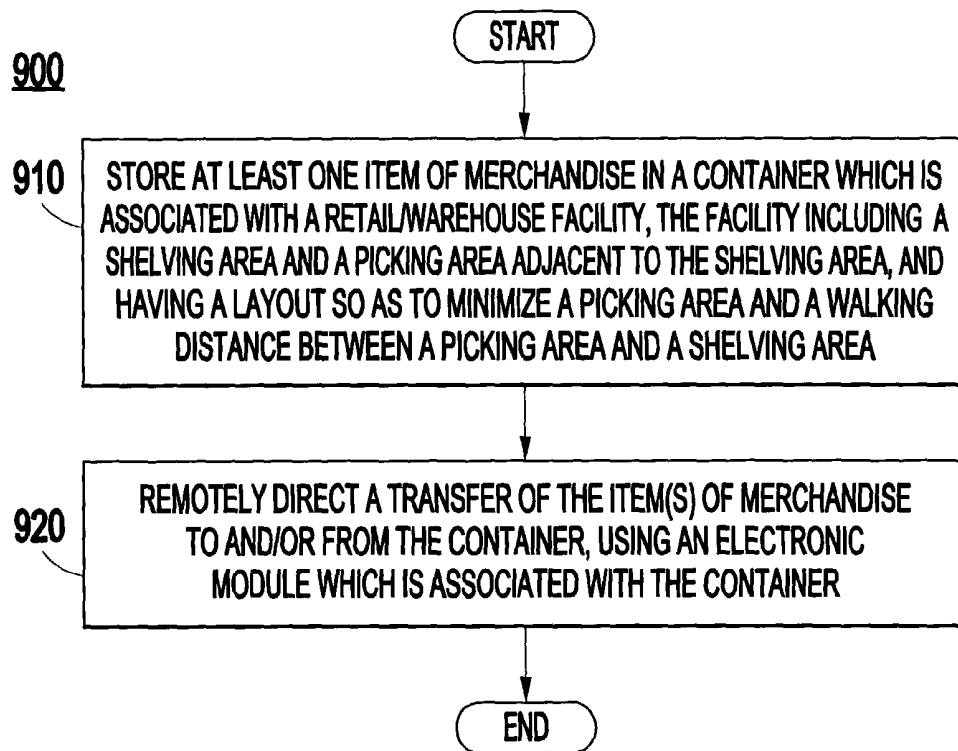 START
900
910
STORE AT LEAST ONE ITEM OF MERCHANDISE IN A CONTAINER WHICH IS
ASSOCIATED WITH A RETAIL/WAREHOUSE FACILITY, THE FACILITY INCLUDING A
SHELVING AREA AND A PICKING AREA ADJACENT TO THE SHELVING AREA, AND
HAVING A LAYOUT SO AS TO MINIMIZE A PICKING AREA AND A WALKING
DISTANCE BETWEEN A PICKING AREA AND A SHELVING AREA
920
REMOTELY DIRECT A TRANSFER OF THE ITEM(S) OF MERCHANDISE
TO AND/OR FROM THE CONTAINER, USING AN ELECTRONIC
MODULE WHICH IS ASSOCIATED WITH THE CONTAINER
END